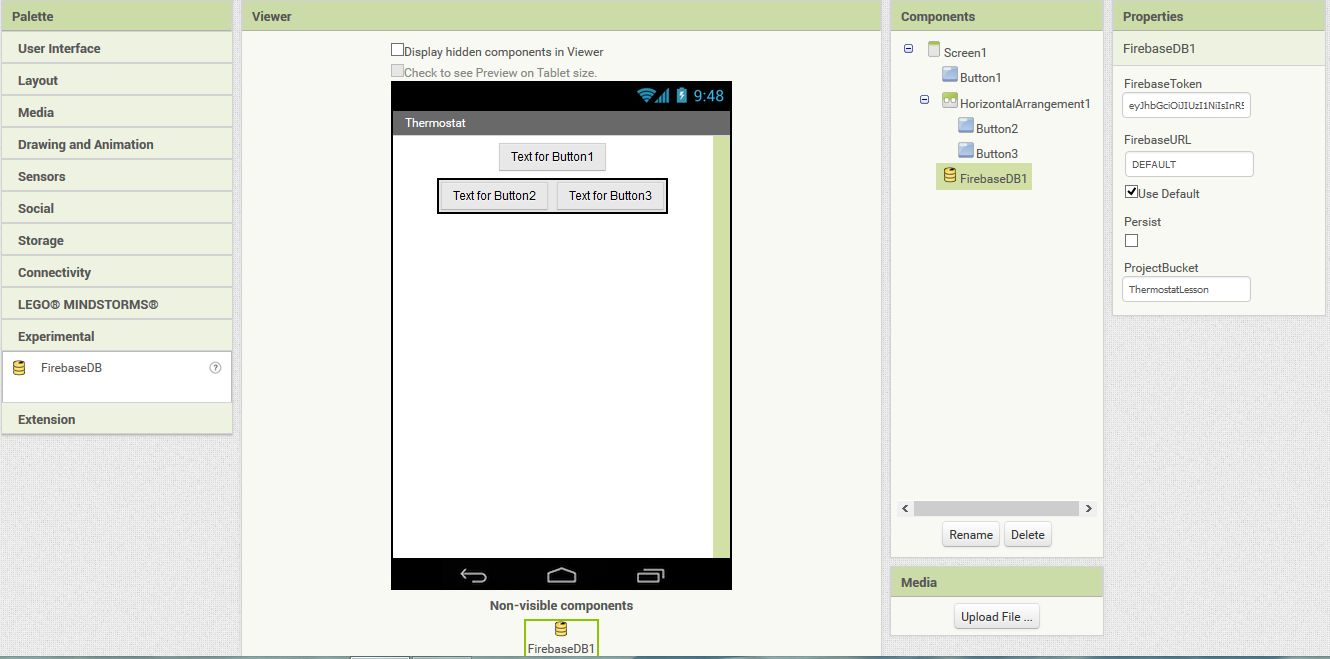 Palette
User Interface
Layout
Media
Drawing and Animation
Sensors
Social
Storage
Connectivity
LEGO® MINDSTORMS®
Experimental
FirebaseDB
?
Extension
Viewer
Display hidden components in Viewer
Check to see Preview on Tablet size.
9:48
Thermostat
Text for Button1
Text for Button2 Text for Button3
Non-visible components
FirebaseDB1
Components
Screen1
Button1
HorizontalArrangement1
Button2
Button3
FirebaseDB1
Rename Delete
Media
Upload File ...
Properties
FirebaseDB1
FirebaseToken
FirebaseURL
DEFAULT
Use Default
Persist
ProjectBucket
ThermostatLesson